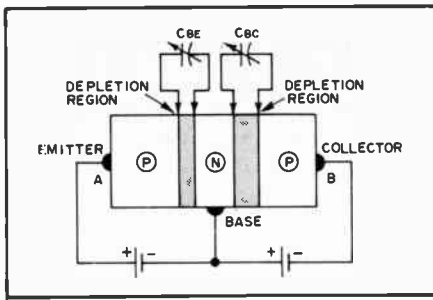 CBE CBC
DEPLETION REGION
DEPLETION REGION
EMITTER
COLLECTOR
P N P
A
B
BASE
+ - + -